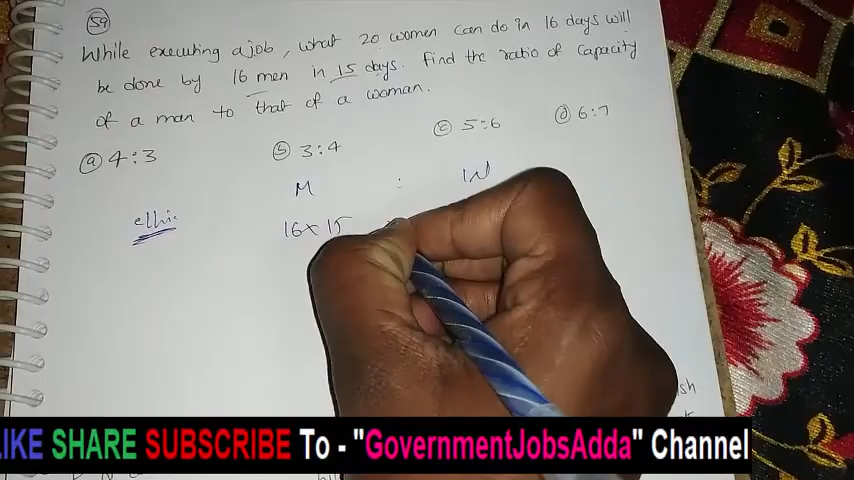 59
While executing a job, what 20 women can do in 16 days will
be done by 16 men in 15 days. Find the ratio of capacity
of a man to that of a woman.
(a) 4:3 (b) 3:4 (c) 5:6 (d) 6:7
M : W
16 x 15
LIKE SHARE SUBSCRIBE To - "GovernmentJobsAdda" Channel